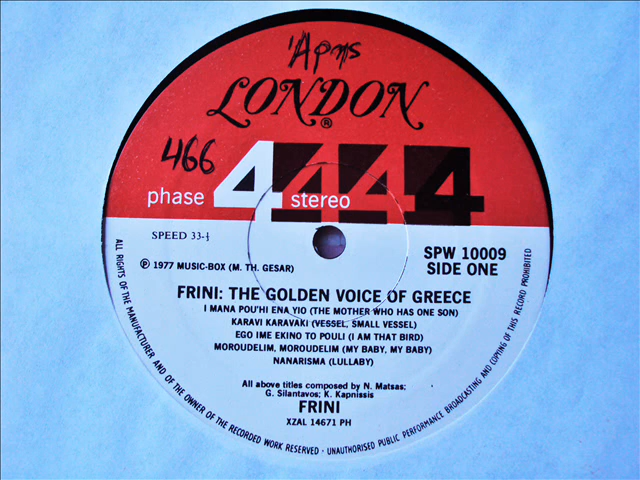 LONDON
®
466
phase 4 stereo
SPEED 33-⅓
SPW 10009
SIDE ONE
℗ 1977 MUSIC-BOX (M. TH. GESAR)
FRINI: THE GOLDEN VOICE OF GREECE
I MANA POU'HI ENA YIO (THE MOTHER WHO HAS ONE SON)
KARAVI KARAVAKI (VESSEL, SMALL VESSEL)
EGO IME EKINO TO POULI (I AM THAT BIRD)
MOROUDELIM, MOROUDELIM (MY BABY, MY BABY)
NANARISMA (LULLABY)
All above titles composed by N. Matsas;
G. Silantavos; K. Kapnissis
FRINI
XZAL 14671 PH
ALL RIGHTS OF THE MANUFACTURER AND OF THE OWNER OF THE RECORDED WORK RESERVED · UNAUTHORISED PUBLIC PERFORMANCE BROADCASTING AND COPYING OF THIS RECORD PROHIBITED